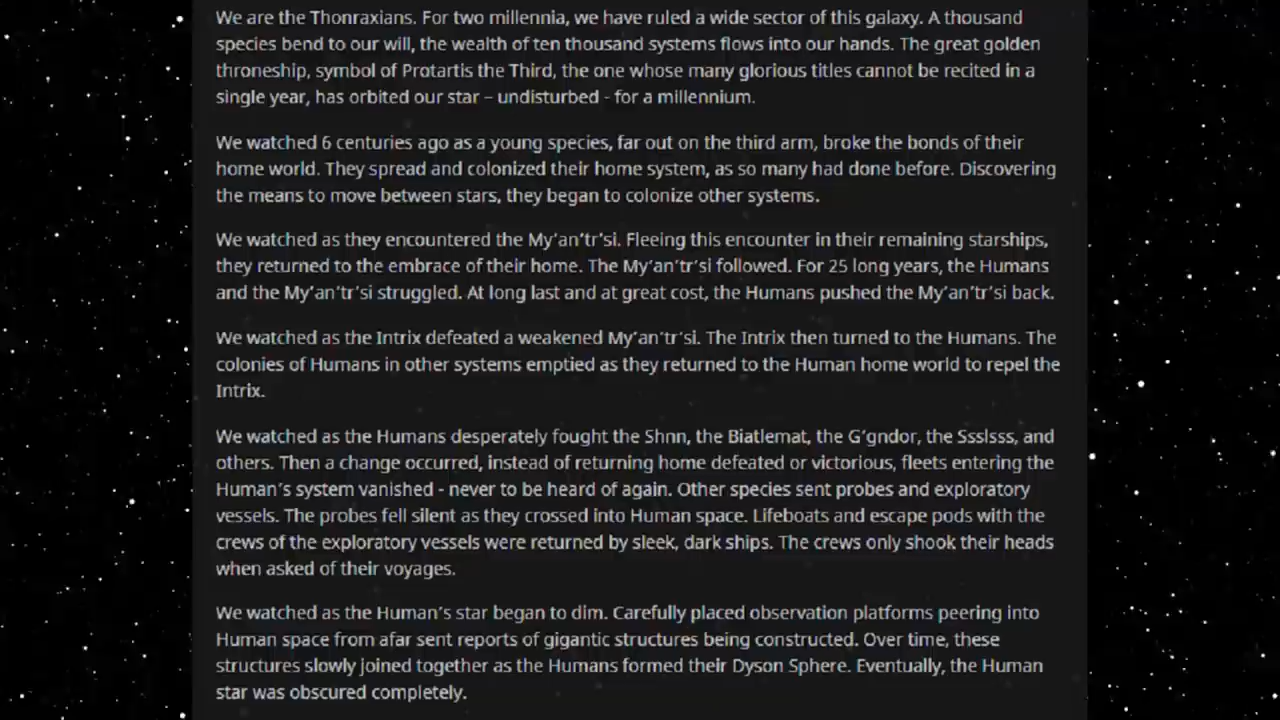 We are the Thonraxians. For two millennia, we have ruled a wide sector of this galaxy. A thousand
species bend to our will, the wealth of ten thousand systems flows into our hands. The great golden
throneship, symbol of Protartis the Third, the one whose many glorious titles cannot be recited in a
single year, has orbited our star – undisturbed - for a millennium.
We watched 6 centuries ago as a young species, far out on the third arm, broke the bonds of their
home world. They spread and colonized their home system, as so many had done before. Discovering
the means to move between stars, they began to colonize other systems.
We watched as they encountered the My’an’tr’si. Fleeing this encounter in their remaining starships,
they returned to the embrace of their home. The My’an’tr’si followed. For 25 long years, the Humans
and the My’an’tr’si struggled. At long last and at great cost, the Humans pushed the My’an’tr’si back.
We watched as the Intrix defeated a weakened My’an’tr’si. The Intrix then turned to the Humans. The
colonies of Humans in other systems emptied as they returned to the Human home world to repel the
Intrix.
We watched as the Humans desperately fought the Shnn, the Biatlemat, the G’gndor, the Ssslsss, and
others. Then a change occurred, instead of returning home defeated or victorious, fleets entering the
Human’s system vanished - never to be heard of again. Other species sent probes and exploratory
vessels. The probes fell silent as they crossed into Human space. Lifeboats and escape pods with the
crews of the exploratory vessels were returned by sleek, dark ships. The crews only shook their heads
when asked of their voyages.
We watched as the Human’s star began to dim. Carefully placed observation platforms peering into
Human space from afar sent reports of gigantic structures being constructed. Over time, these
structures slowly joined together as the Humans formed their Dyson Sphere. Eventually, the Human
star was obscured completely.